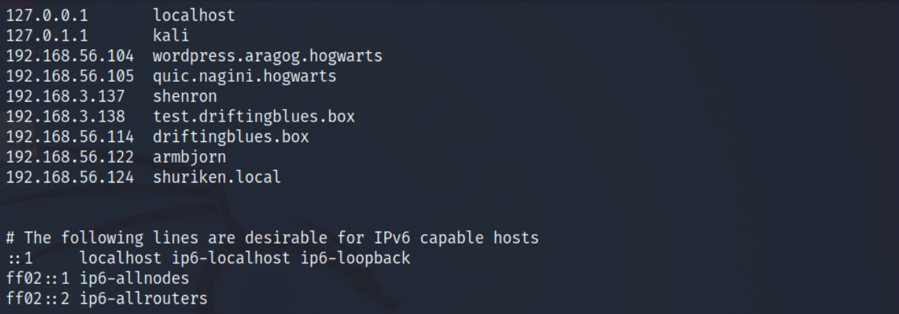 127.0.0.1 localhost
127.0.1.1 kali
192.168.56.104 wordpress.aragog.hogwarts
192.168.56.105 quic.nagini.hogwarts
192.168.3.137 shenron
192.168.3.138 test.driftingblues.box
192.168.56.114 driftingblues.box
192.168.56.122 armbjorn
192.168.56.124 shuriken.local
# The following lines are desirable for IPv6 capable hosts
::1 localhost ip6-localhost ip6-loopback
ff02::1 ip6-allnodes
ff02::2 ip6-allrouters